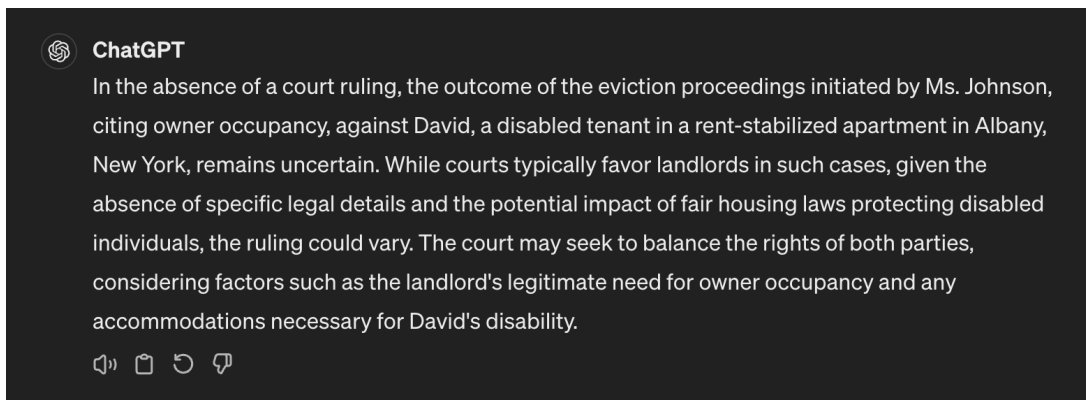 ChatGPT
In the absence of a court ruling, the outcome of the eviction proceedings initiated by Ms. Johnson,
citing owner occupancy, against David, a disabled tenant in a rent-stabilized apartment in Albany,
New York, remains uncertain. While courts typically favor landlords in such cases, given the
absence of specific legal details and the potential impact of fair housing laws protecting disabled
individuals, the ruling could vary. The court may seek to balance the rights of both parties,
considering factors such as the landlord's legitimate need for owner occupancy and any
accommodations necessary for David's disability.